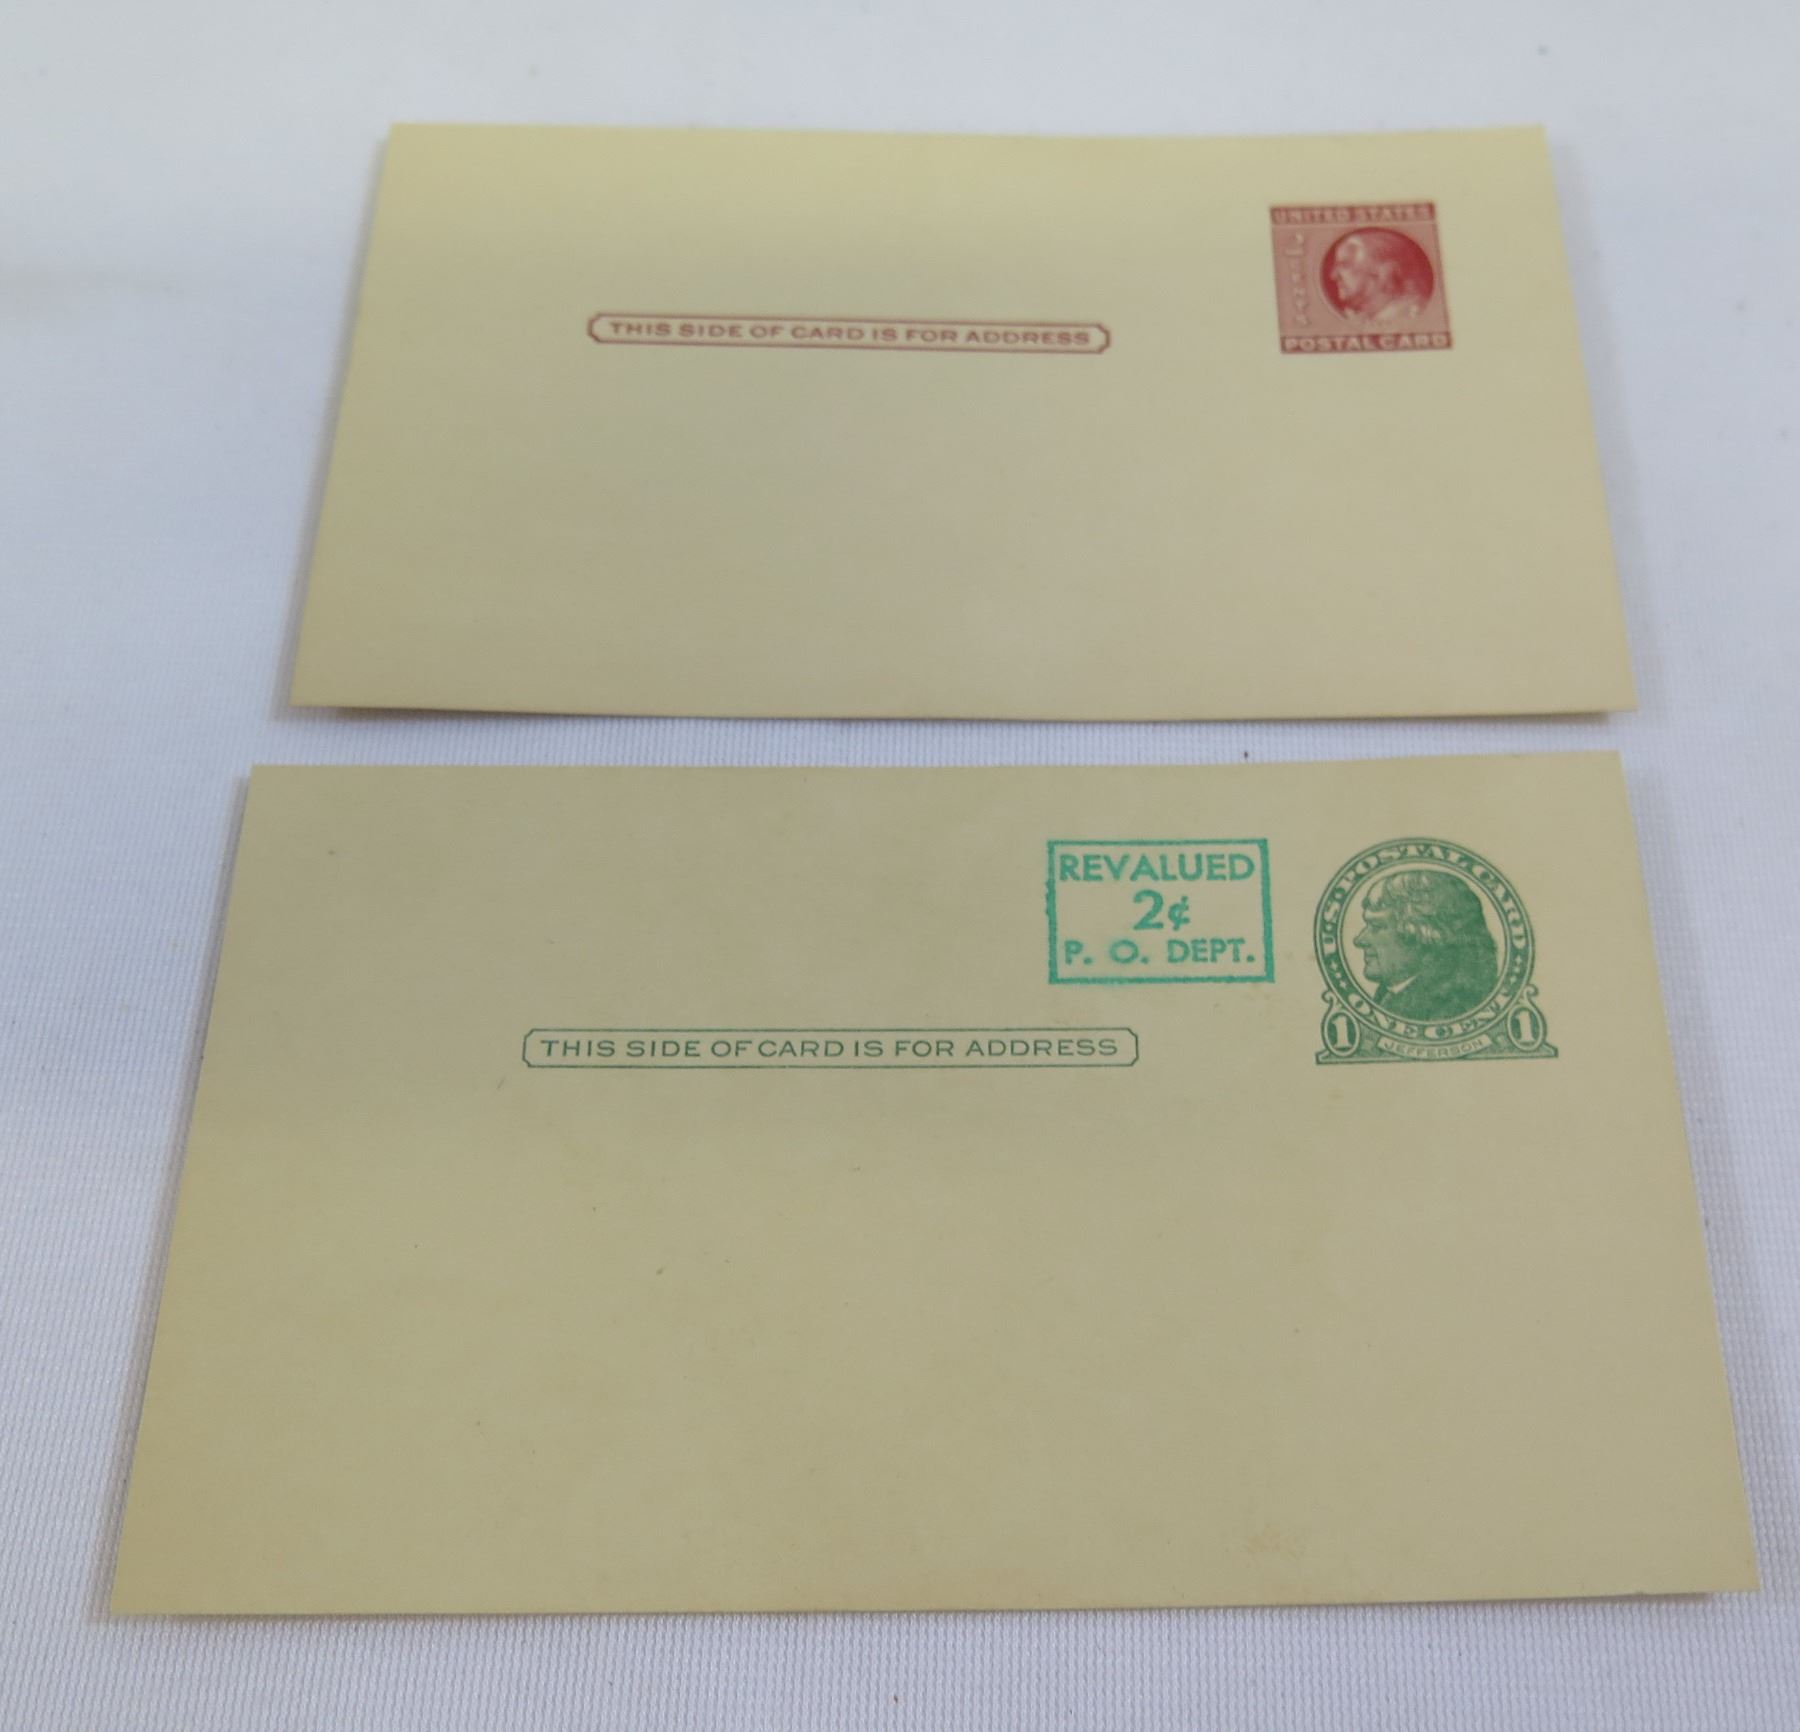 UNITED STATES
POSTAL CARD
THIS SIDE OF CARD IS FOR ADDRESS
REVALUED
2¢
P. O. DEPT.
U·S·POSTAL CARD
ONE CENT
1 JEFFERSON 1
THIS SIDE OF CARD IS FOR ADDRESS